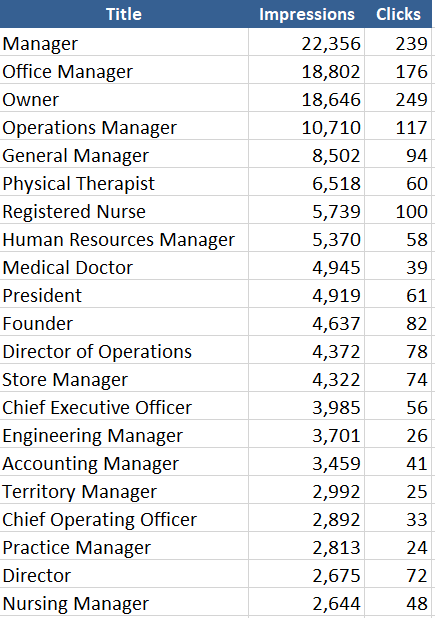 Title Impressions Clicks
Manager 22,356 239
Office Manager 18,802 176
Owner 18,646 249
Operations Manager 10,710 117
General Manager 8,502 94
Physical Therapist 6,518 60
Registered Nurse 5,739 100
Human Resources Manager 5,370 58
Medical Doctor 4,945 39
President 4,919 61
Founder 4,637 82
Director of Operations 4,372 78
Store Manager 4,322 74
Chief Executive Officer 3,985 56
Engineering Manager 3,701 26
Accounting Manager 3,459 41
Territory Manager 2,992 25
Chief Operating Officer 2,892 33
Practice Manager 2,813 24
Director 2,675 72
Nursing Manager 2,644 48